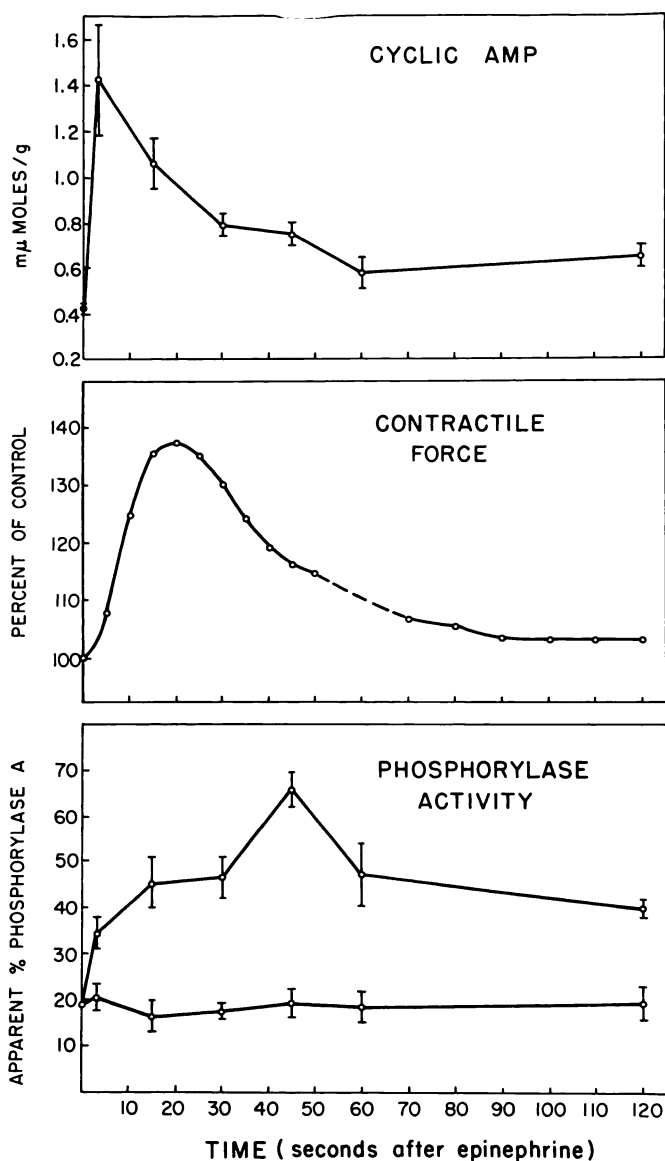 CYCLIC AMP
mμ MOLES/g
1.6
1.4
1.2
1.0
0.8
0.6
0.4
0.2
CONTRACTILE
FORCE
PERCENT OF CONTROL
140
130
120
110
100
PHOSPHORYLASE
ACTIVITY
APPARENT % PHOSPHORYLASE A
70
60
50
40
30
20
10
10 20 30 40 50 60 70 80 90 100 110 120
TIME (seconds after epinephrine)